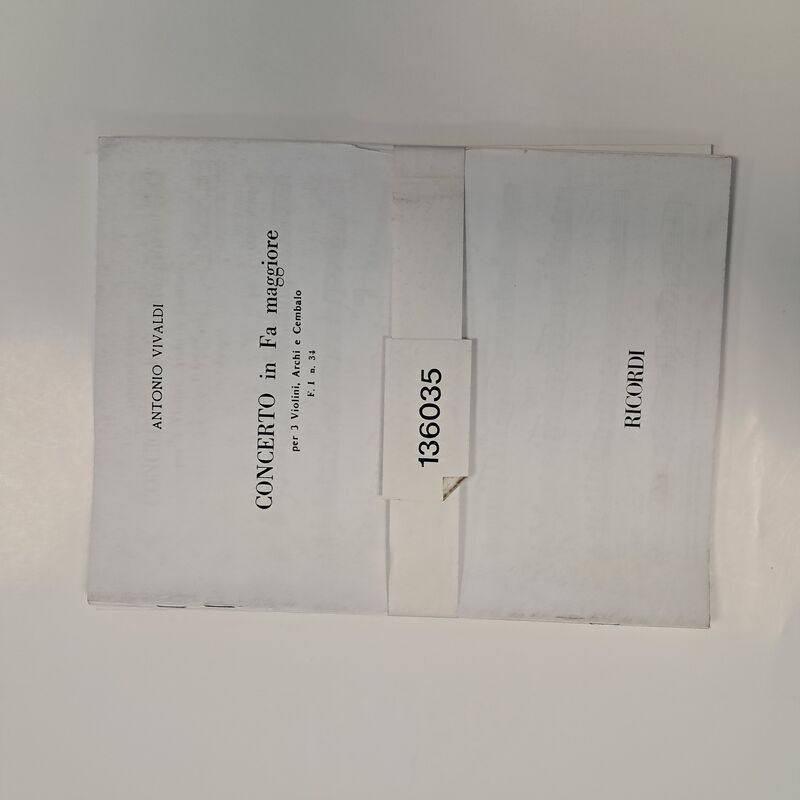 ANTONIO VIVALDI
CONCERTO in Fa maggiore
per 3 Violini, Archi e Cembalo
F. I n. 34
136035
RICORDI